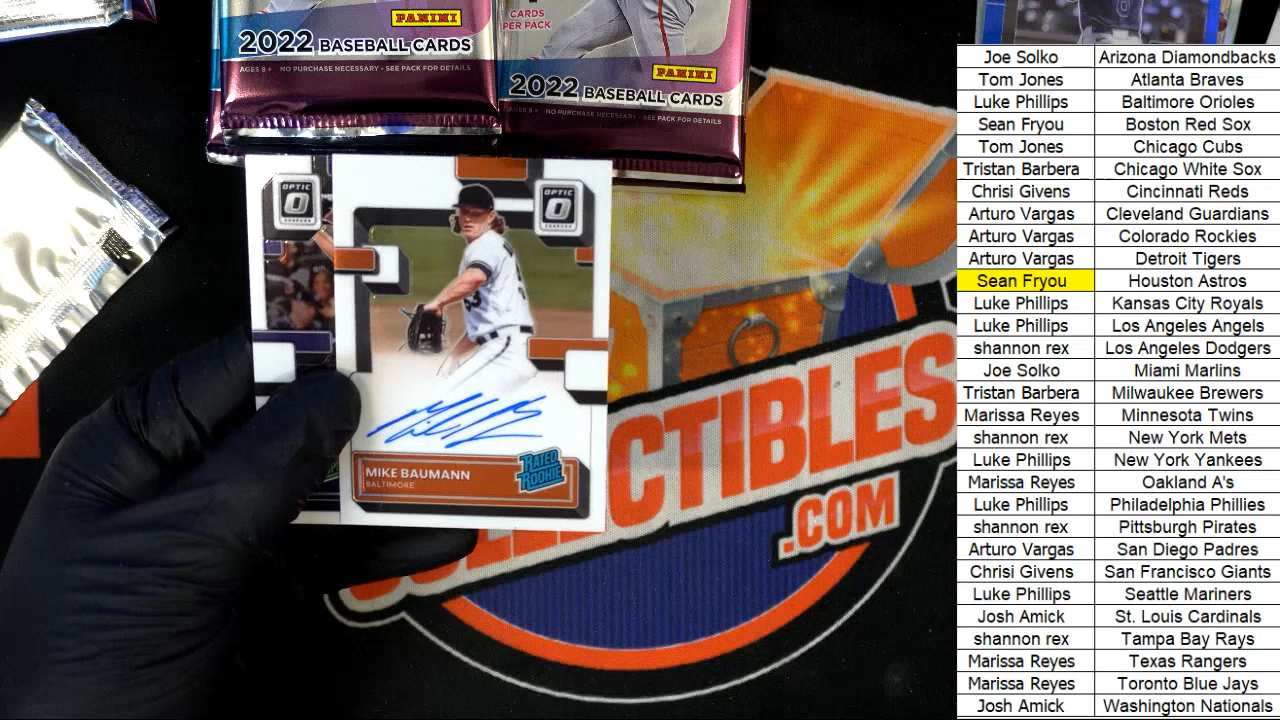 PANINI
2022 BASEBALL CARDS
AGES 9+ NO PURCHASE NECESSARY - SEE PACK FOR DETAILS
CARDS
PER PACK
PANINI
2022 BASEBALL CARDS
AGES 9+ NO PURCHASE NECESSARY - SEE PACK FOR DETAILS
OPTIC
OPTIC
MIKE BAUMANN
BALTIMORE
RATED
ROOKIE
ECTIBLES
.COM
Joe Solko Arizona Diamondbacks
Tom Jones Atlanta Braves
Luke Phillips Baltimore Orioles
Sean Fryou Boston Red Sox
Tom Jones Chicago Cubs
Tristan Barbera Chicago White Sox
Chrisi Givens Cincinnati Reds
Arturo Vargas Cleveland Guardians
Arturo Vargas Colorado Rockies
Arturo Vargas Detroit Tigers
Sean Fryou Houston Astros
Luke Phillips Kansas City Royals
Luke Phillips Los Angeles Angels
shannon rex Los Angeles Dodgers
Joe Solko Miami Marlins
Tristan Barbera Milwaukee Brewers
Marissa Reyes Minnesota Twins
shannon rex New York Mets
Luke Phillips New York Yankees
Marissa Reyes Oakland A's
Luke Phillips Philadelphia Phillies
shannon rex Pittsburgh Pirates
Arturo Vargas San Diego Padres
Chrisi Givens San Francisco Giants
Luke Phillips Seattle Mariners
Josh Amick St. Louis Cardinals
shannon rex Tampa Bay Rays
Marissa Reyes Texas Rangers
Marissa Reyes Toronto Blue Jays
Josh Amick Washington Nationals